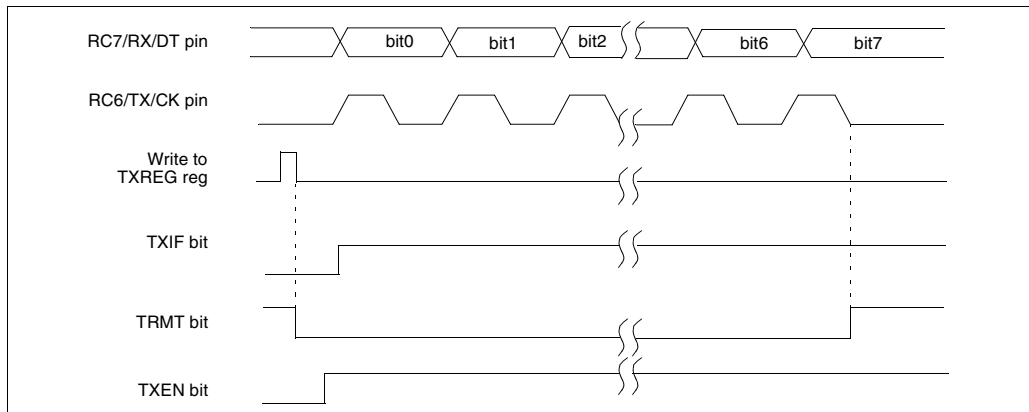 RC7/RX/DT pin
bit0
bit1
bit2
bit6
bit7
RC6/TX/CK pin
Write to
TXREG reg
TXIF bit
TRMT bit
TXEN bit